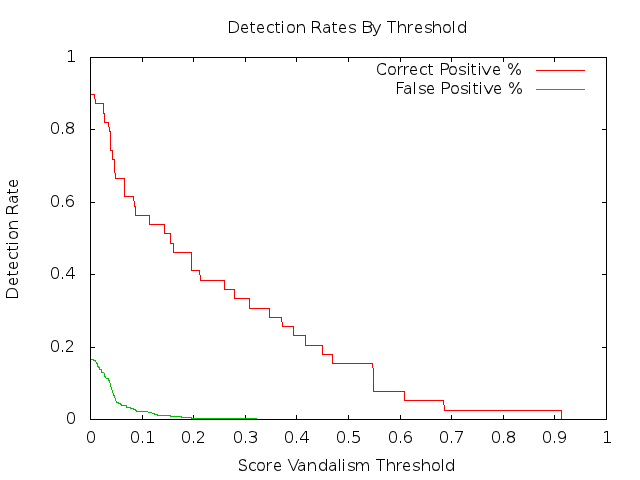 Detection Rates By Threshold
Correct Positive %
False Positive %
1
0.8
0.6
0.4
0.2
0
Detection Rate
0 0.1 0.2 0.3 0.4 0.5 0.6 0.7 0.8 0.9 1
Score Vandalism Threshold